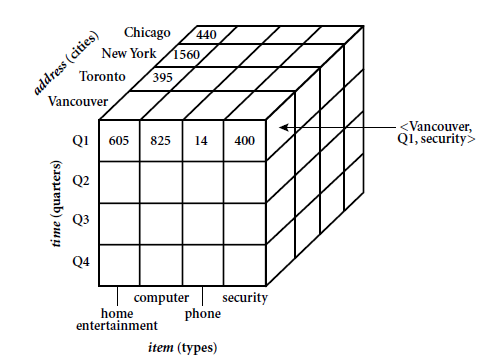 address (cities)
Chicago 440
New York 1560
Toronto 395
Vancouver
<Vancouver,
Q1, security>
Q1 605 825 14 400
Q2
Q3
Q4
time (quarters)
computer security
home phone
entertainment
item (types)